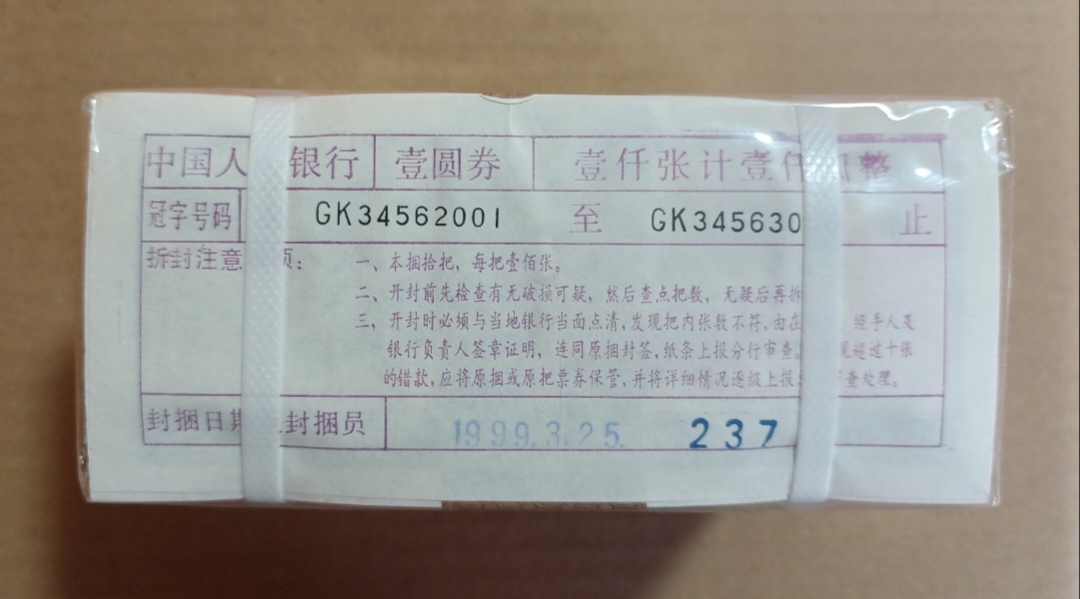 中国人 银行 壹圆券 壹仟张计壹仟 整
冠字号码 GK34562001 至 GK345630 止
拆封注意 项： 一、本捆拾把，每把壹佰张。
二、开封前先检查有无破损可疑，然后查点把数，无疑后再拆
三、开封时必须与当地银行当面点清，发现把内张数不符，由在 经手人及
银行负责人签章证明，连同原捆封签，纸条上报分行审查。 超过十张
的错款，应将原捆或原把票券保管，并将详细情况逐级上报 查处理。
封捆日期 封捆员 1999.3.25. 237